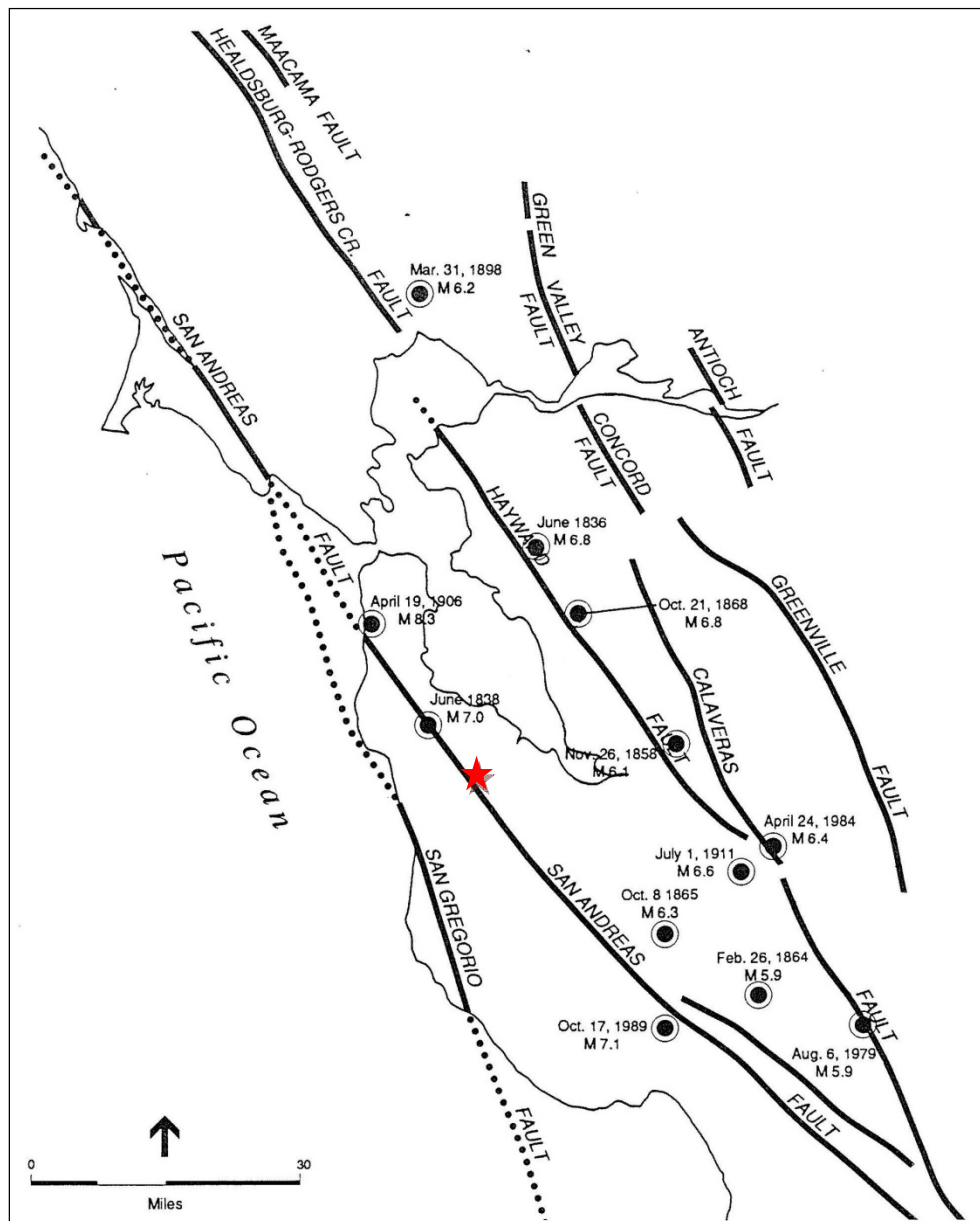 MAACAMA FAULT
HEALDSBURG-RODGERS CR.
FAULT
Mar. 31, 1898
M 6.2
GREEN
VALLEY
FAULT
SAN ANDREAS
FAULT
ANTIOCH
FAULT
CONCORD
FAULT
HAYWARD
FAULT
June 1836
M 6.8
Oct. 21, 1868
M 6.8
GREENVILLE
FAULT
April 19, 1906
M 8.3
Pacific Ocean
June 1838
M 7.0
CALAVERAS
FAULT
Nov. 26, 1858
M 6.1
April 24, 1984
M 6.4
July 1, 1911
M 6.6
SAN GREGORIO
FAULT
SAN ANDREAS
FAULT
Oct. 8 1865
M 6.3
Feb. 26, 1864
M 5.9
Oct. 17, 1989
M 7.1
Aug. 6, 1979
M 5.9
0 30
Miles